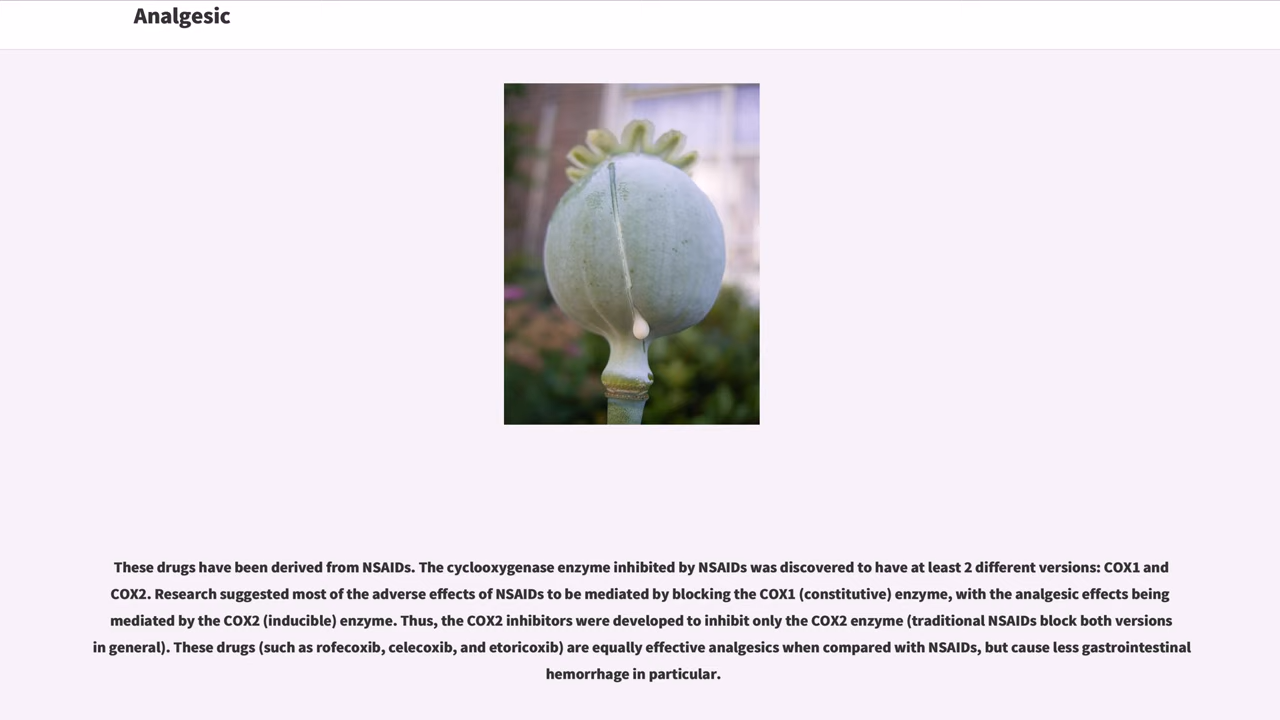 Analgesic
These drugs have been derived from NSAIDs. The cyclooxygenase enzyme inhibited by NSAIDs was discovered to have at least 2 different versions: COX1 and
COX2. Research suggested most of the adverse effects of NSAIDs to be mediated by blocking the COX1 (constitutive) enzyme, with the analgesic effects being
mediated by the COX2 (inducible) enzyme. Thus, the COX2 inhibitors were developed to inhibit only the COX2 enzyme (traditional NSAIDs block both versions
in general). These drugs (such as rofecoxib, celecoxib, and etoricoxib) are equally effective analgesics when compared with NSAIDs, but cause less gastrointestinal
hemorrhage in particular.